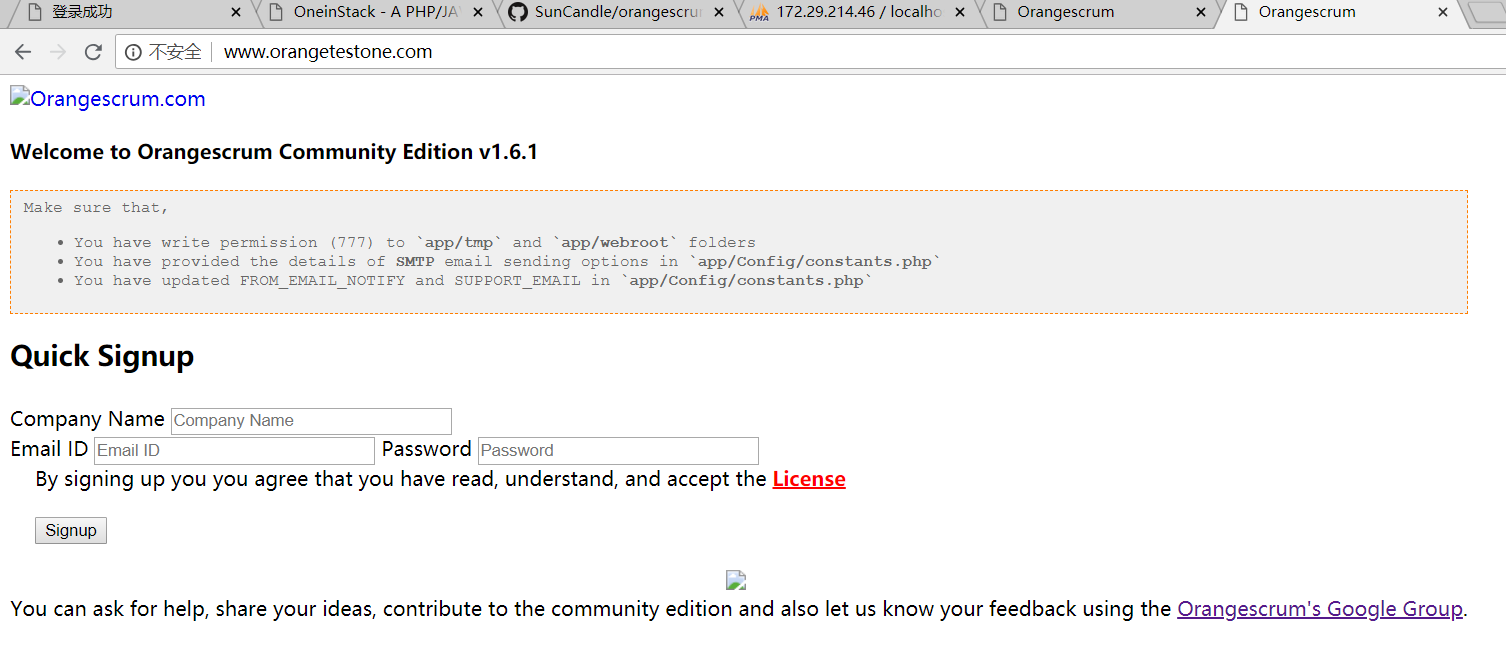 登录成功
OneinStack - A PHP/JA
SunCandle/orangescru
172.29.214.46 / localho
Orangescrum
Orangescrum
不安全
www.orangetestone.com
Orangescrum.com
Welcome to Orangescrum Community Edition v1.6.1
Make sure that,
• You have write permission (777) to `app/tmp` and `app/webroot` folders
• You have provided the details of SMTP email sending options in `app/Config/constants.php`
• You have updated FROM_EMAIL_NOTIFY and SUPPORT_EMAIL in `app/Config/constants.php`
Quick Signup
Company Name Company Name
Email ID Email ID Password Password
By signing up you you agree that you have read, understand, and accept the License
Signup
You can ask for help, share your ideas, contribute to the community edition and also let us know your feedback using the Orangescrum's Google Group.